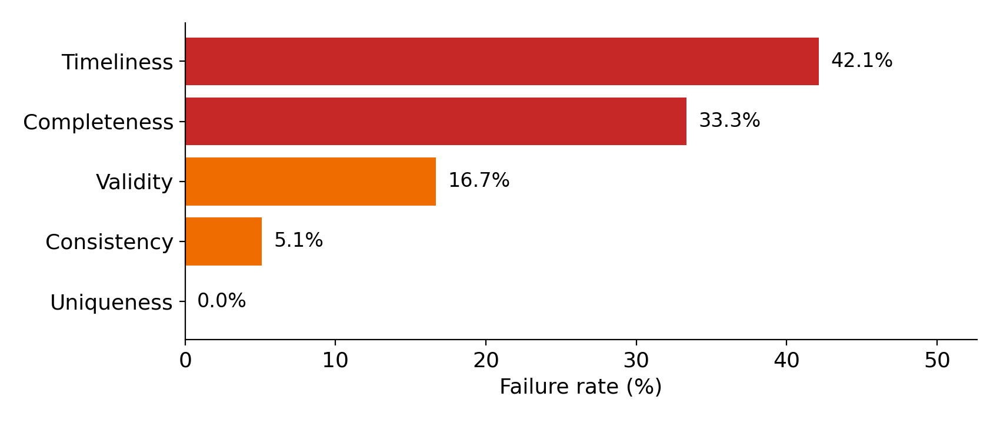 Timeliness 42.1%
Completeness 33.3%
Validity 16.7%
Consistency 5.1%
Uniqueness 0.0%
0 10 20 30 40 50
Failure rate (%)